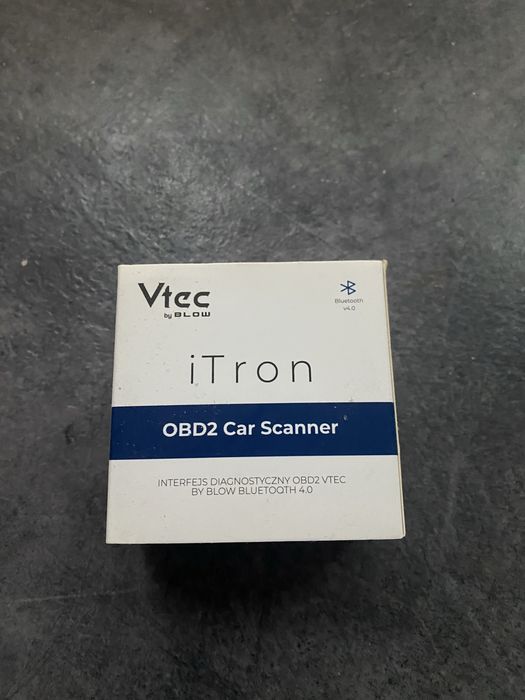 Vtec
by BLOW
Bluetooth
v4.0
iTron
OBD2 Car Scanner
INTERFEJS DIAGNOSTYCZNY OBD2 VTEC
BY BLOW BLUETOOTH 4.0